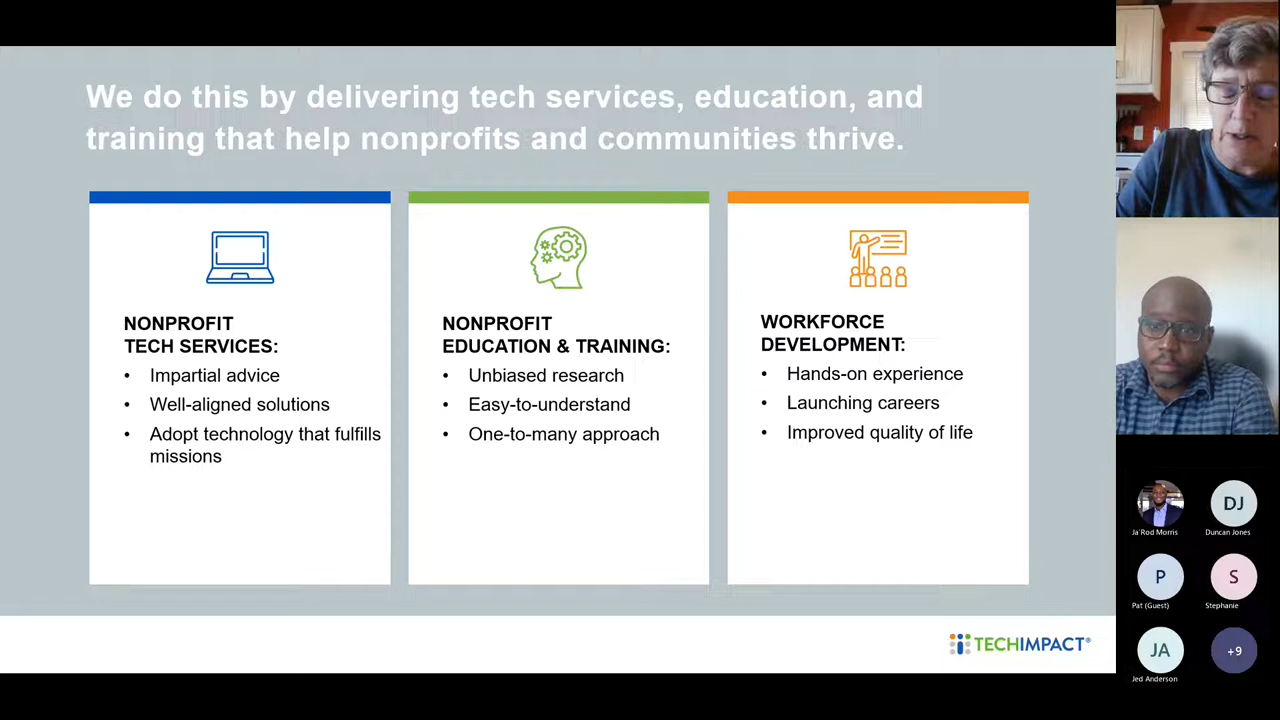 We do this by delivering tech services, education, and
training that help nonprofits and communities thrive.
NONPROFIT
TECH SERVICES:
• Impartial advice
• Well-aligned solutions
• Adopt technology that fulfills
missions
NONPROFIT
EDUCATION & TRAINING:
• Unbiased research
• Easy-to-understand
• One-to-many approach
WORKFORCE
DEVELOPMENT:
• Hands-on experience
• Launching careers
• Improved quality of life
TECHIMPACT®
Ja'Rod Morris
DJ
Duncan Jones
P
Pat (Guest)
S
Stephanie
JA
Jed Anderson
+9